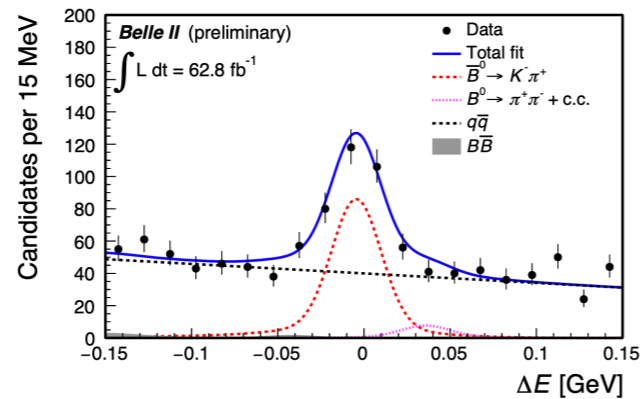 Belle II (preliminary)
∫ L dt = 62.8 fb⁻¹
Data
Total fit
B̅⁰ → K⁻π⁺
B⁰ → π⁺π⁻ + c.c.
qq̅
BB̅
Candidates per 15 MeV
200
180
160
140
120
100
80
60
40
20
0
−0.15 −0.1 −0.05 0 0.05 0.1 0.15
ΔE [GeV]